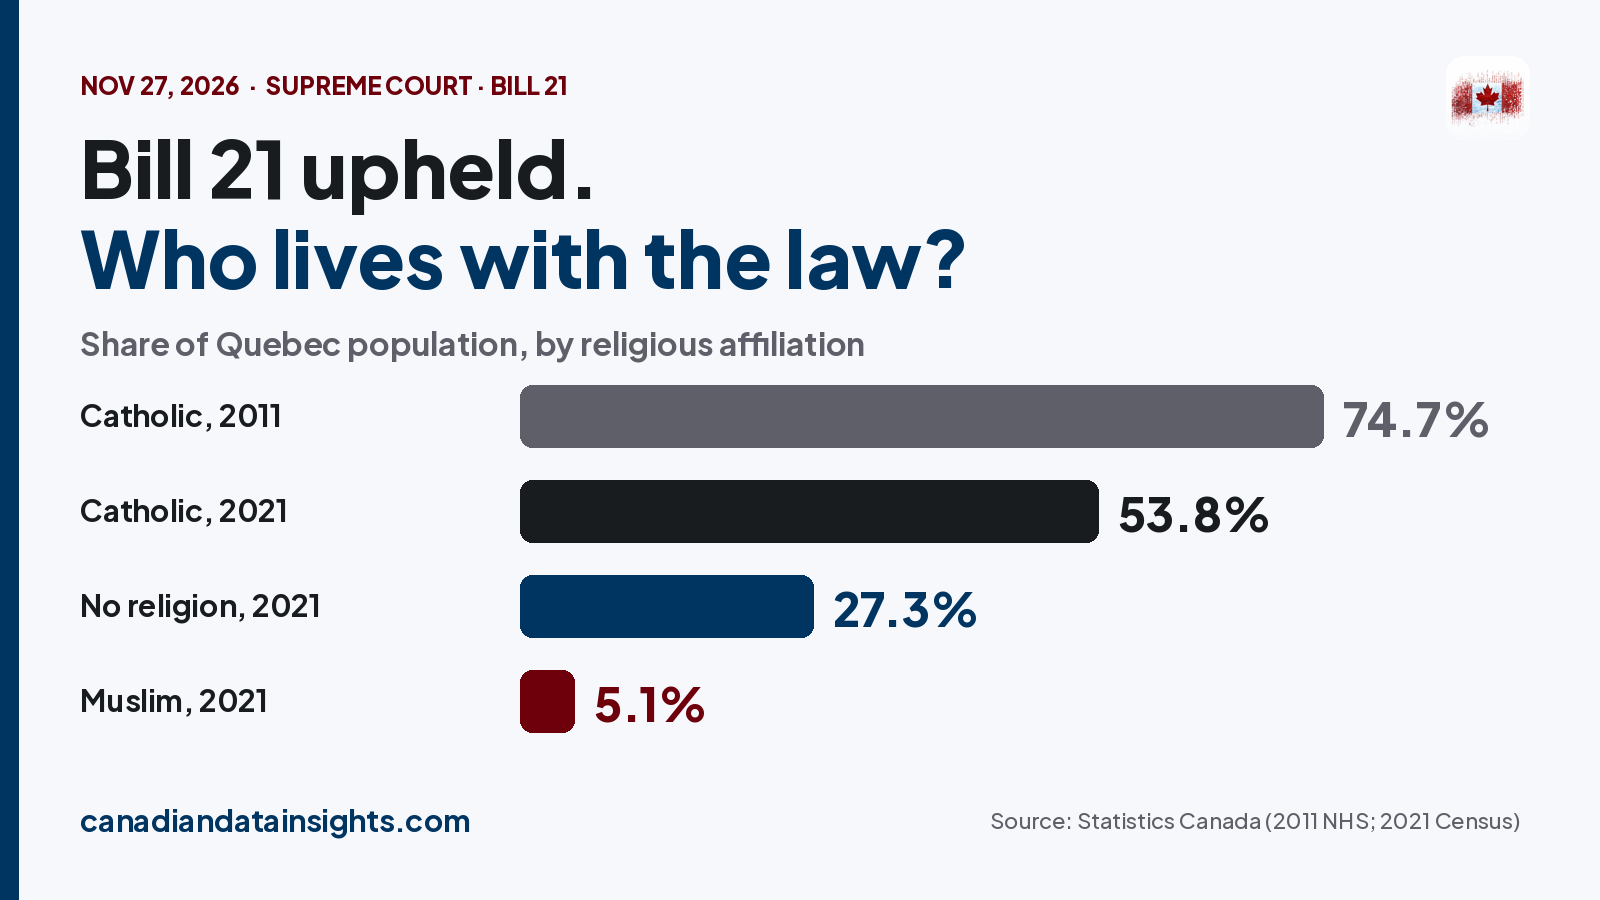 NOV 27, 2026 · SUPREME COURT · BILL 21
Bill 21 upheld.
Who lives with the law?
Share of Quebec population, by religious affiliation
Catholic, 2011 74.7%
Catholic, 2021 53.8%
No religion, 2021 27.3%
Muslim, 2021 5.1%
canadiandatainsights.com
Source: Statistics Canada (2011 NHS; 2021 Census)